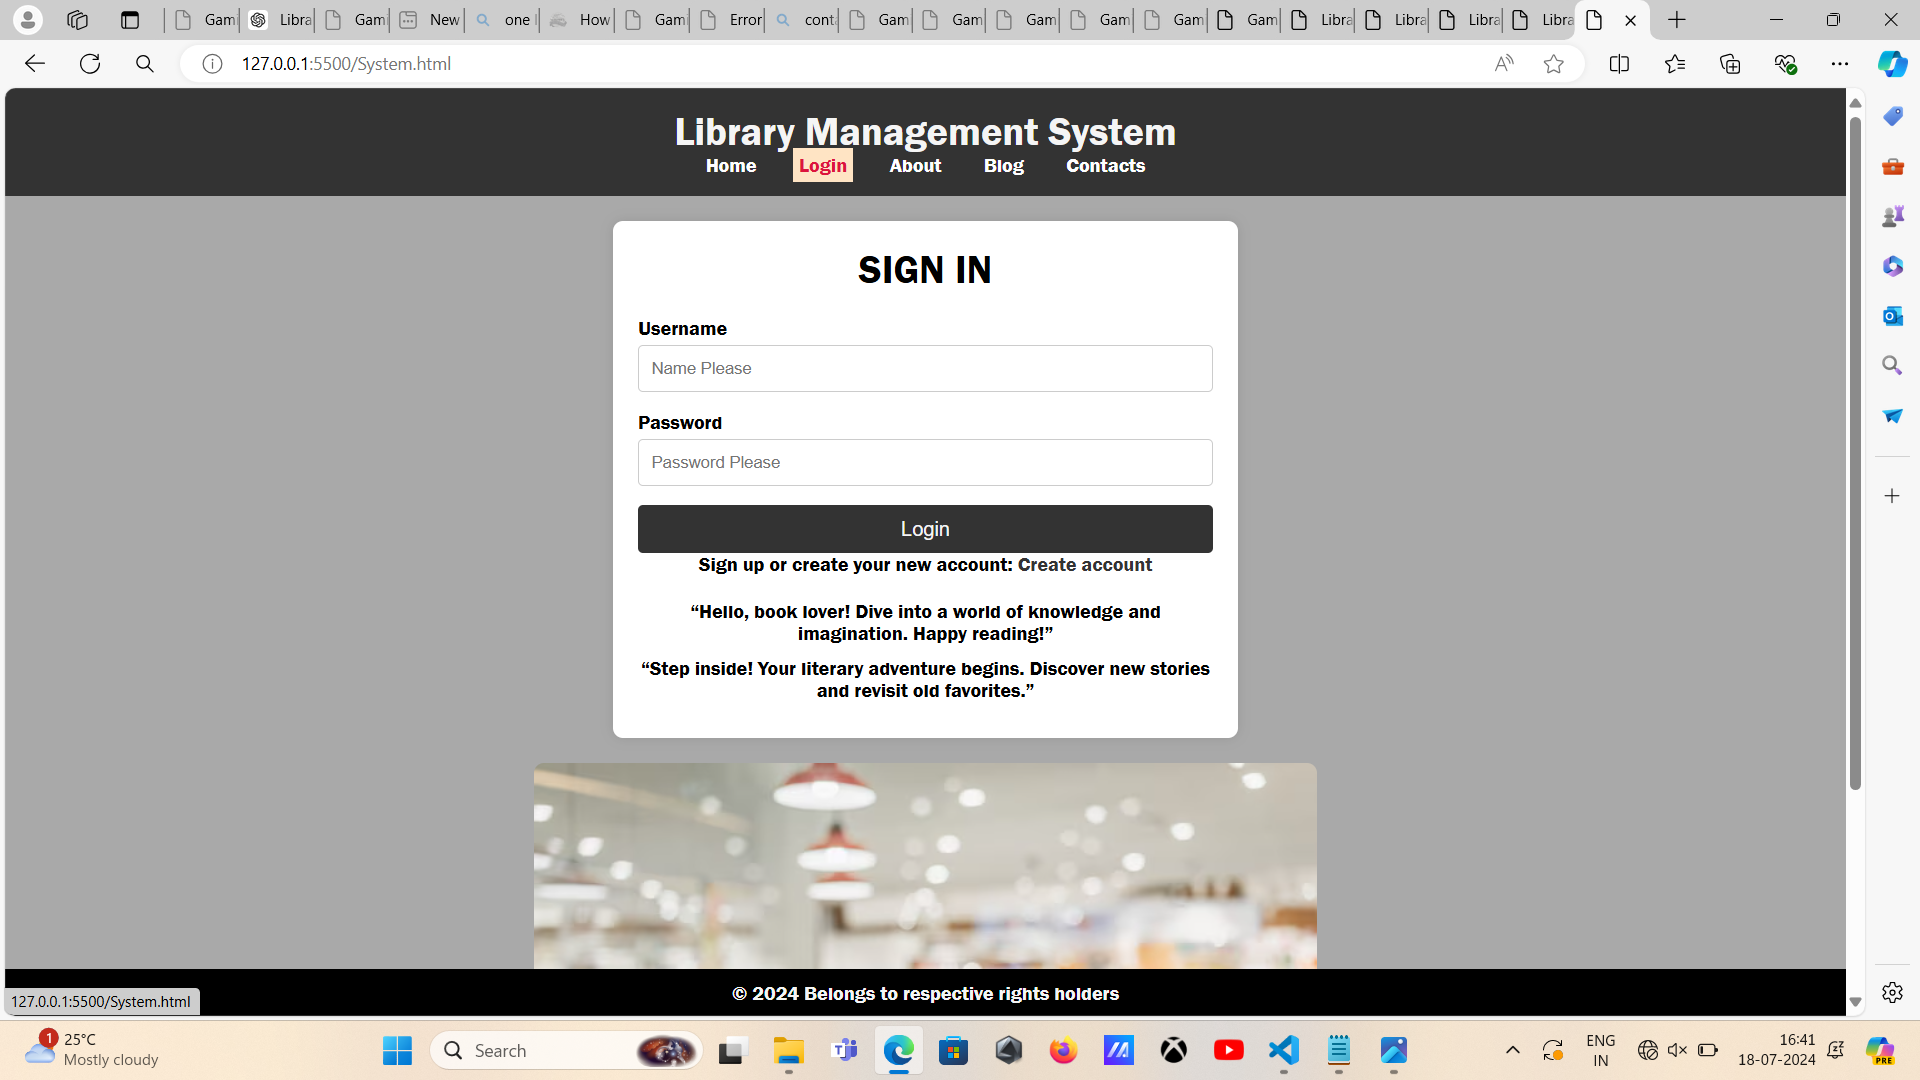 Gami
Libra
Gami
New
one l
How
Gami
Error
conta
Gam
Gam
Gam
Gam
Gam
Gam
Libra
Libra
Libra
Libra
127.0.0.1:5500/System.html
Library Management System
Home Login About Blog Contacts
SIGN IN
Username
Name Please
Password
Password Please
Login
Sign up or create your new account: Create account
“Hello, book lover! Dive into a world of knowledge and
imagination. Happy reading!”
“Step inside! Your literary adventure begins. Discover new stories
and revisit old favorites.”
© 2024 Belongs to respective rights holders
127.0.0.1:5500/System.html
1
25°C
Mostly cloudy
Search
ENG
IN
16:41
18-07-2024
PRE